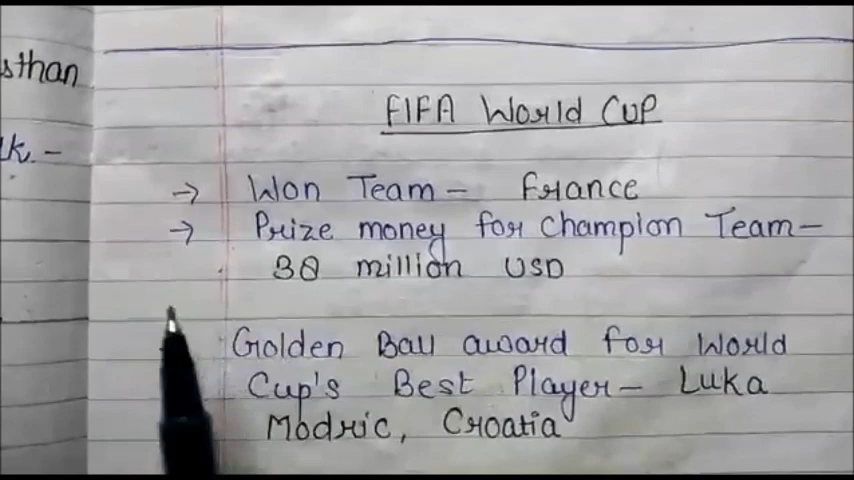 sthan
FIFA World CUP
lk. -
→ Won Team - France
→ Prize money for Champion Team -
38 million USD
Golden Ball award for World
Cup's Best Player - Luka
Modric, Croatia